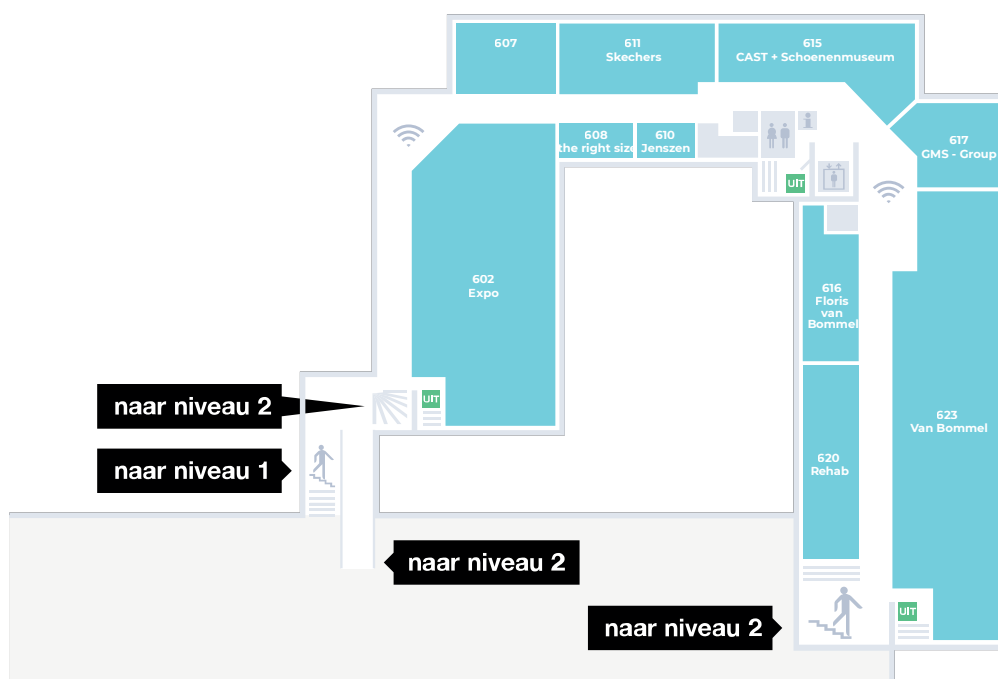 607
611
Skechers
615
CAST + Schoenenmuseum
608
the right size
610
Jenszen
617
GMS - Group
UIT
602
Expo
616
Floris
van
Bommel
UIT
naar niveau 2
623
Van Bommel
naar niveau 1
620
Rehab
naar niveau 2
UIT
naar niveau 2